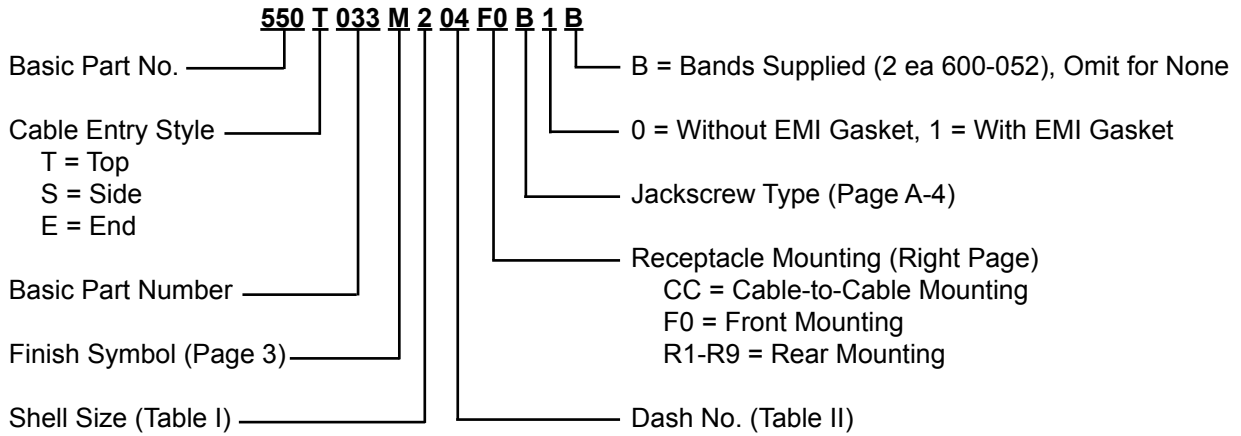 550 T 033 M 2 04 F0 B 1 B
Basic Part No.
Cable Entry Style
T = Top
S = Side
E = End
Basic Part Number
Finish Symbol (Page 3)
Shell Size (Table I)
B = Bands Supplied (2 ea 600-052), Omit for None
0 = Without EMI Gasket, 1 = With EMI Gasket
Jackscrew Type (Page A-4)
Receptacle Mounting (Right Page)
CC = Cable-to-Cable Mounting
F0 = Front Mounting
R1-R9 = Rear Mounting
Dash No. (Table II)